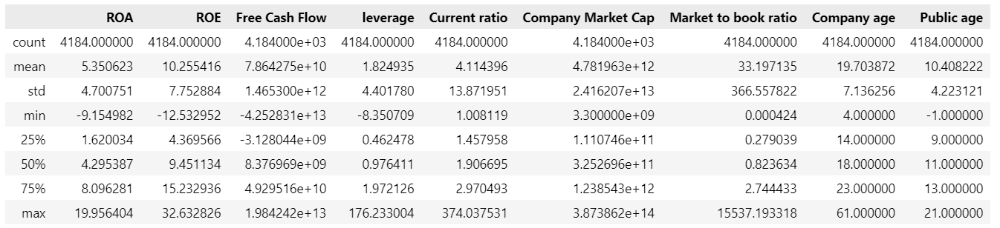 ROA ROE Free Cash Flow leverage Current ratio Company Market Cap Market to book ratio Company age Public age
count 4184.000000 4184.000000 4.184000e+03 4184.000000 4184.000000 4.184000e+03 4184.000000 4184.000000 4184.000000
mean 5.350623 10.255416 7.864275e+10 1.824935 4.114396 4.781963e+12 33.197135 19.703872 10.408222
std 4.700751 7.752884 1.465300e+12 4.401780 13.871951 2.416207e+13 366.557822 7.136256 4.223121
min -9.154982 -12.532952 -4.252831e+13 -8.350709 1.008119 3.300000e+09 0.000424 4.000000 -1.000000
25% 1.620034 4.369566 -3.128044e+09 0.462478 1.457958 1.110746e+11 0.279039 14.000000 9.000000
50% 4.295387 9.451134 8.376969e+09 0.976411 1.906695 3.252696e+11 0.823634 18.000000 11.000000
75% 8.096281 15.232936 4.929516e+10 1.972126 2.970493 1.238543e+12 2.744433 23.000000 13.000000
max 19.956404 32.632826 1.984242e+13 176.233004 374.037531 3.873862e+14 15537.193318 61.000000 21.000000